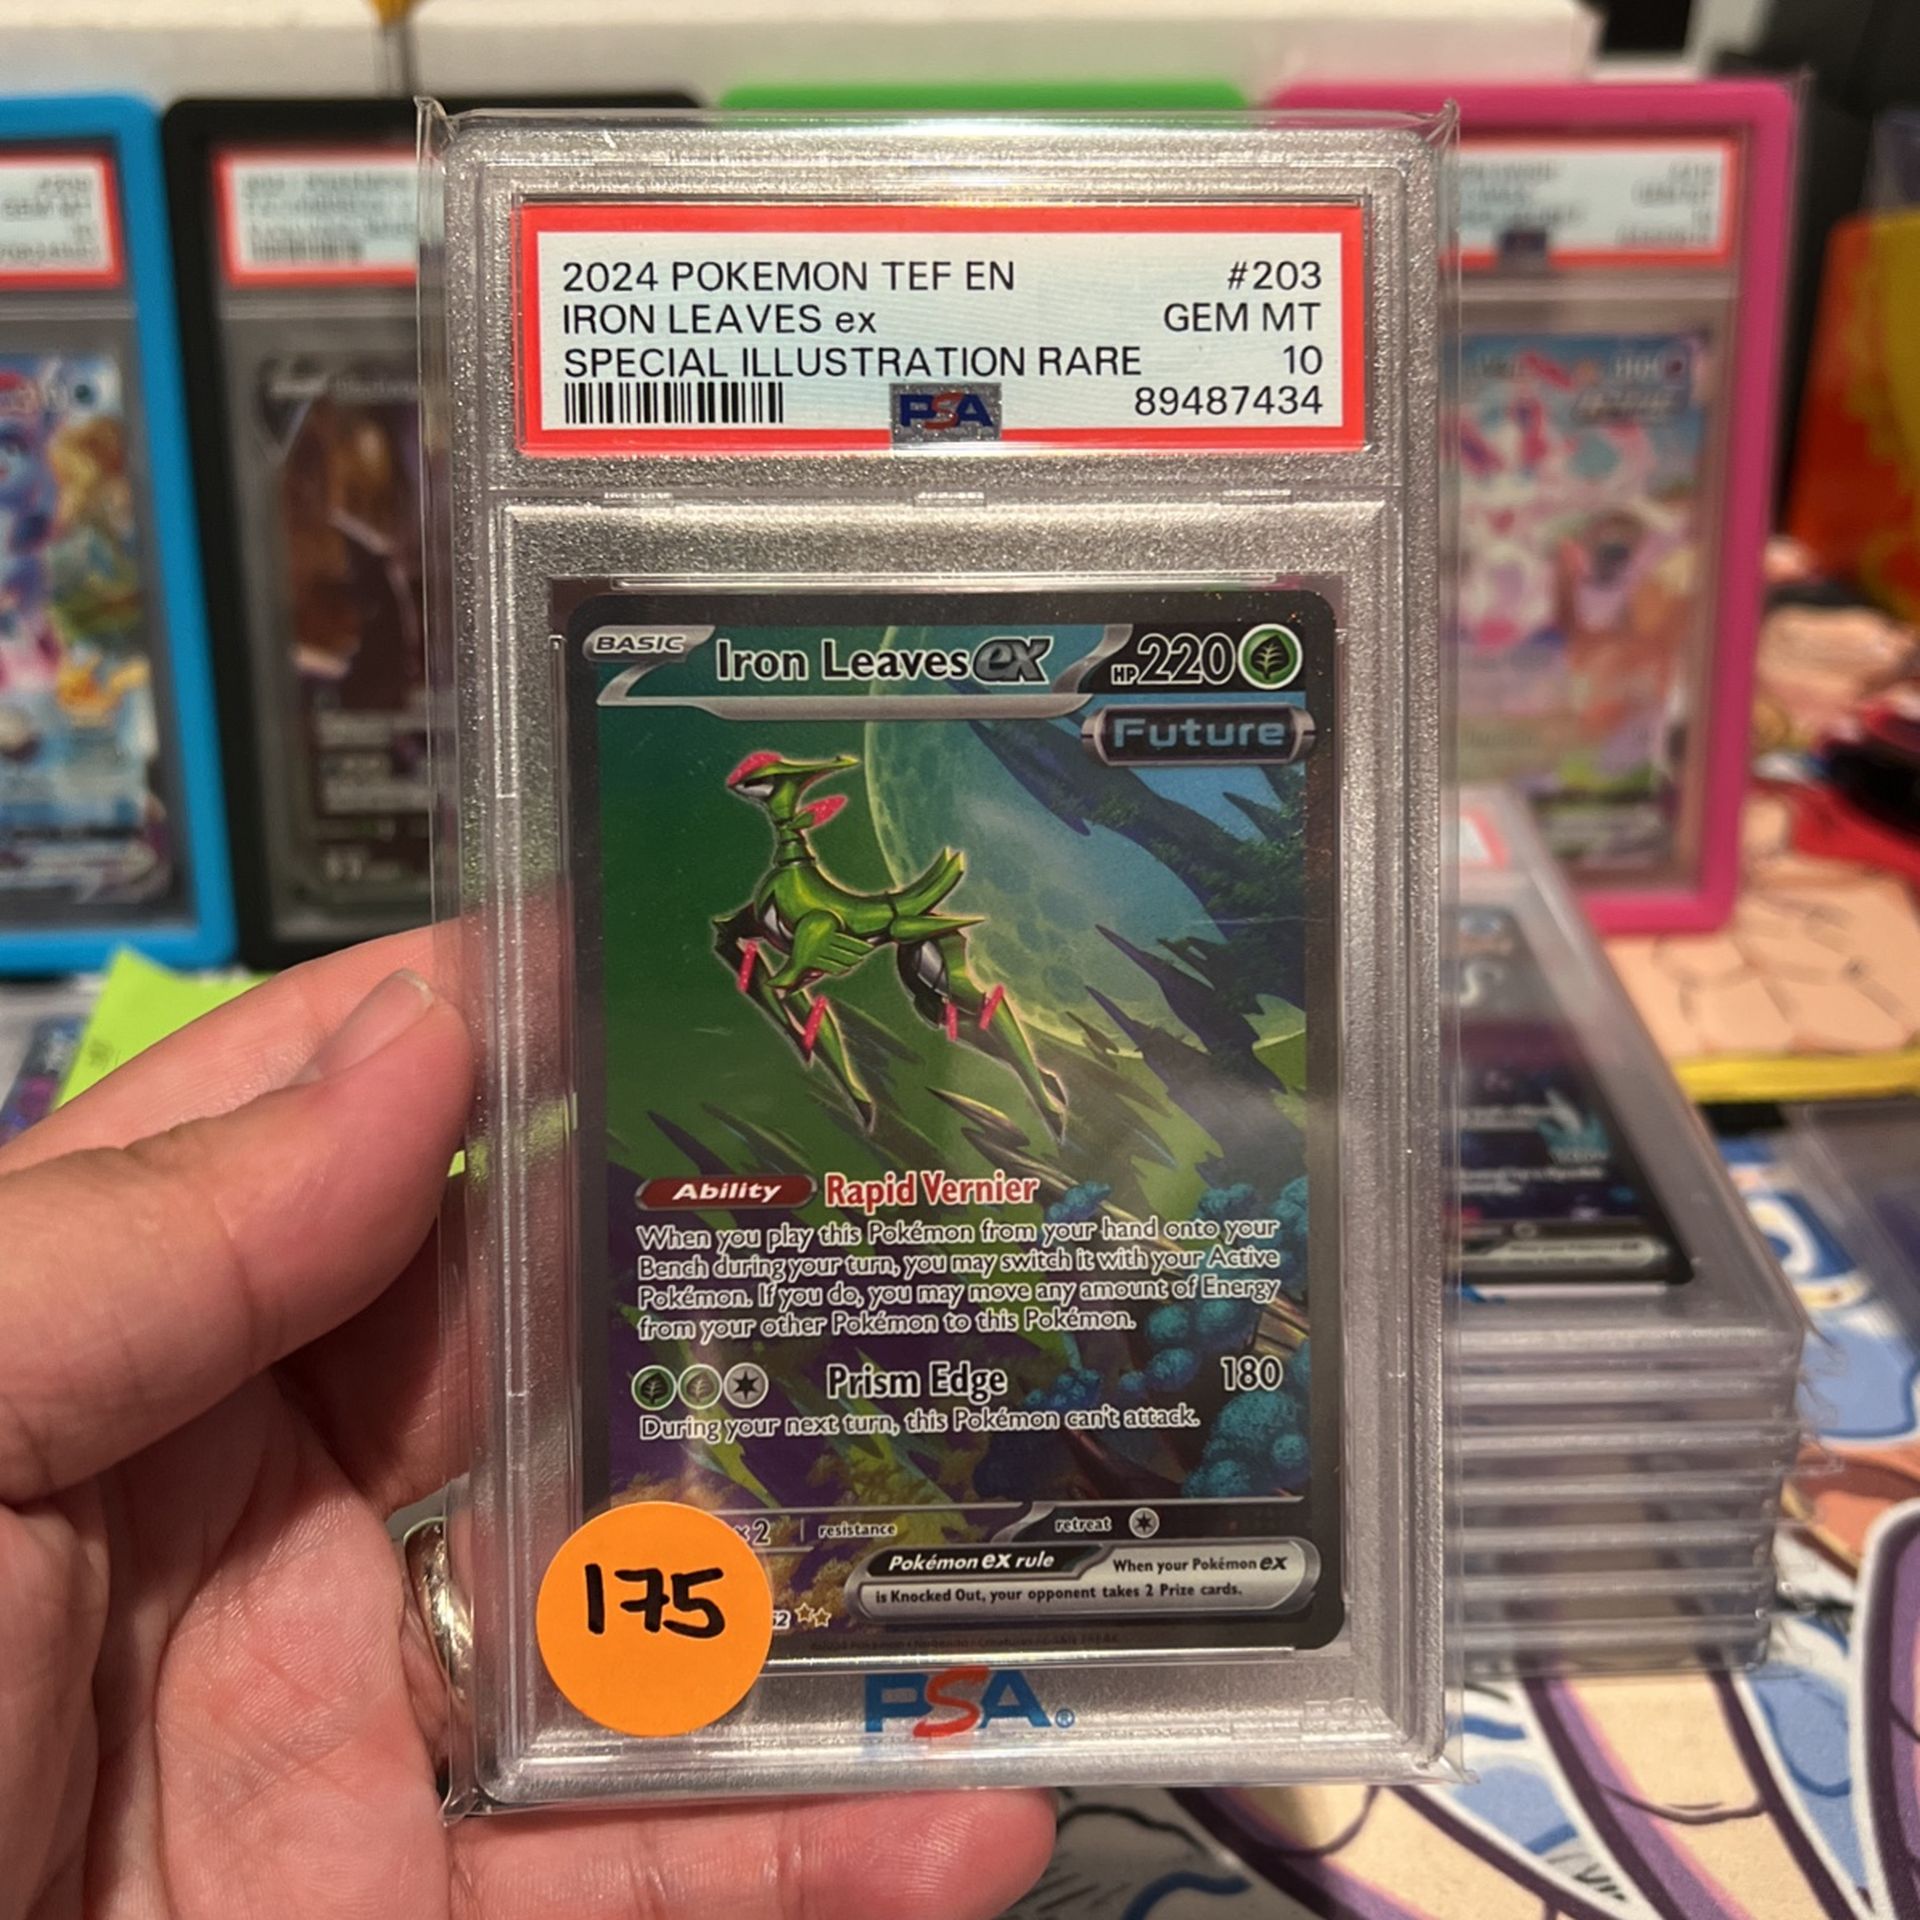 2024 POKEMON TEF EN #203
IRON LEAVES ex GEM MT
SPECIAL ILLUSTRATION RARE 10
PSA 89487434
BASIC Iron Leaves ex HP 220
Future
Ability Rapid Vernier
When you play this Pokémon from your hand onto your
Bench during your turn, you may switch it with your Active
Pokémon. If you do, you may move any amount of Energy
from your other Pokémon to this Pokémon.
Prism Edge 180
During your next turn, this Pokémon can't attack.
×2 resistance retreat
Pokémon ex rule When your Pokémon ex
is Knocked Out, your opponent takes 2 Prize cards.
175
PSA®